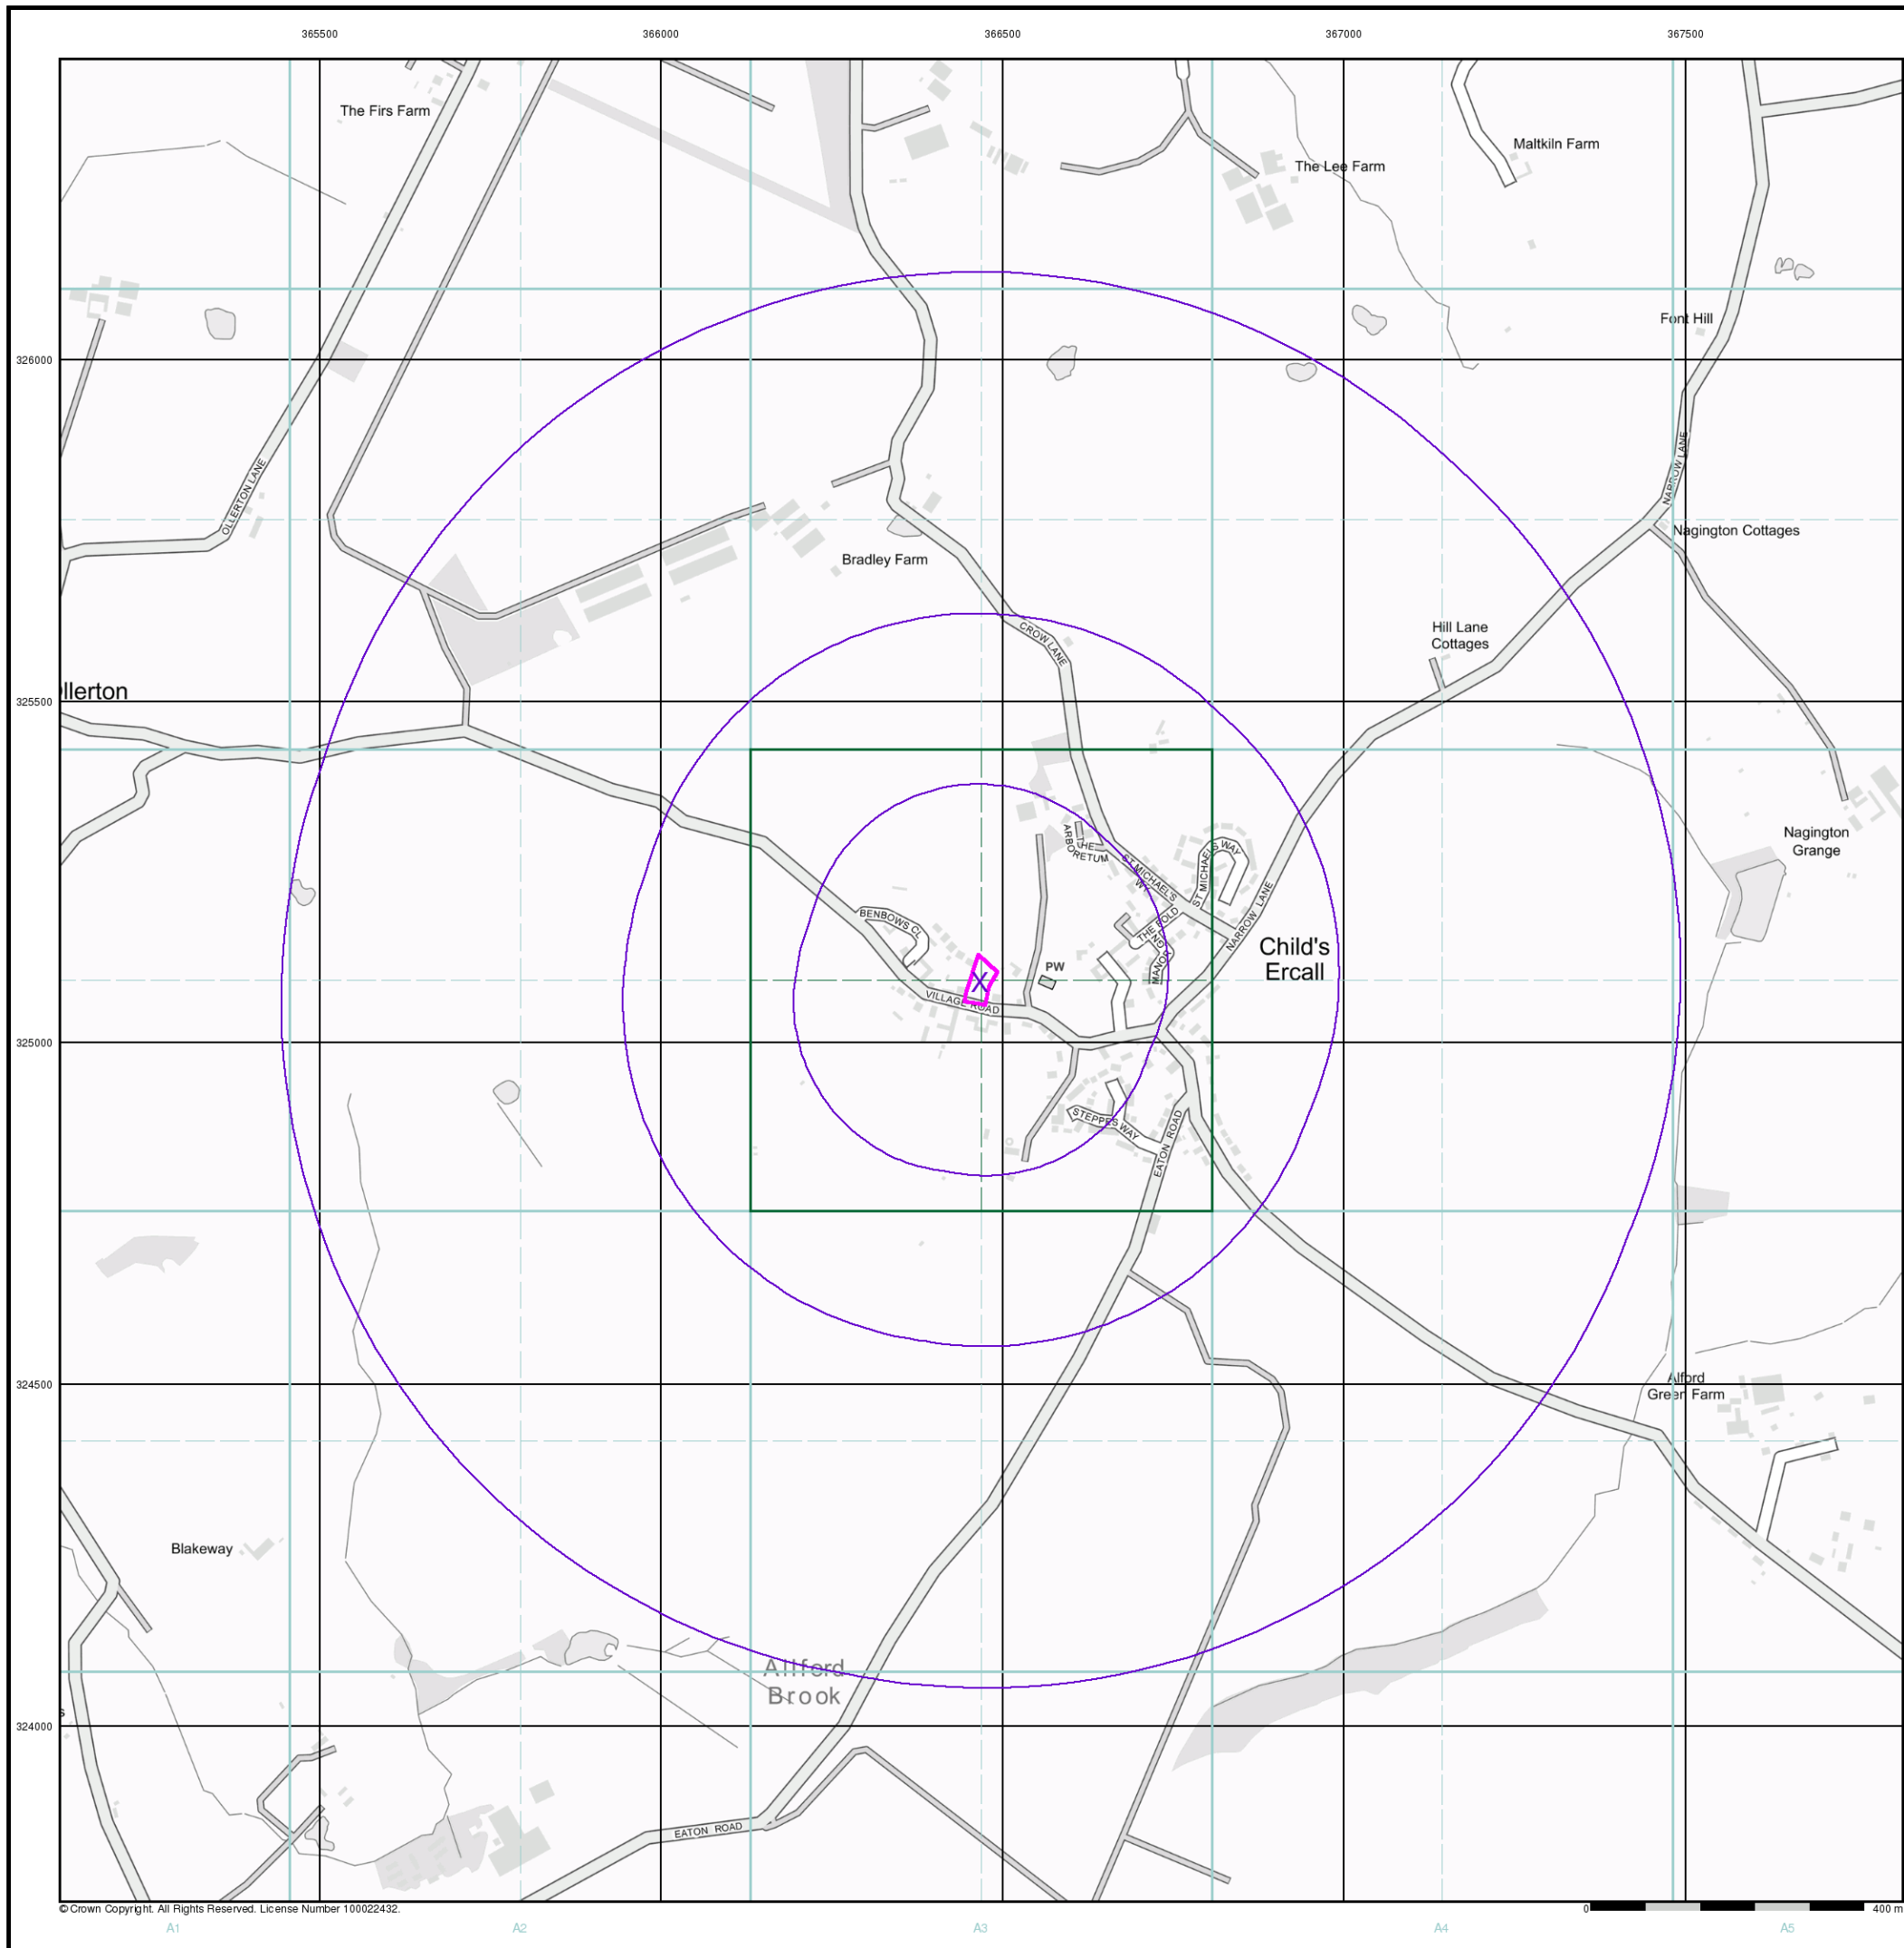 365500 366000 366500 367000 367500
The Firs Farm
Maltkiln Farm
The Lee Farm
Font Hill
326000
OLLERTON LANE
NARROW LANE
Nagington Cottages
Bradley Farm
CROW LANE
Hill Lane
Cottages
llerton
325500
THE
ARBORETUM
ST MICHAEL'S
WY
ST MICHAEL'S WAY
Nagington
Grange
BENBOWS CL
THE FOLD
MANOR
NARROW LANE
Child's
Ercall
PW
X
VILLAGE ROAD
325000
STEPPES WAY
EATON ROAD
324500
Alford
Green Farm
Blakeway
Allford
Brook
s
324000
EATON ROAD
© Crown Copyright. All Rights Reserved. License Number 100022432.
0 400 m
A1 A2 A3 A4 A5